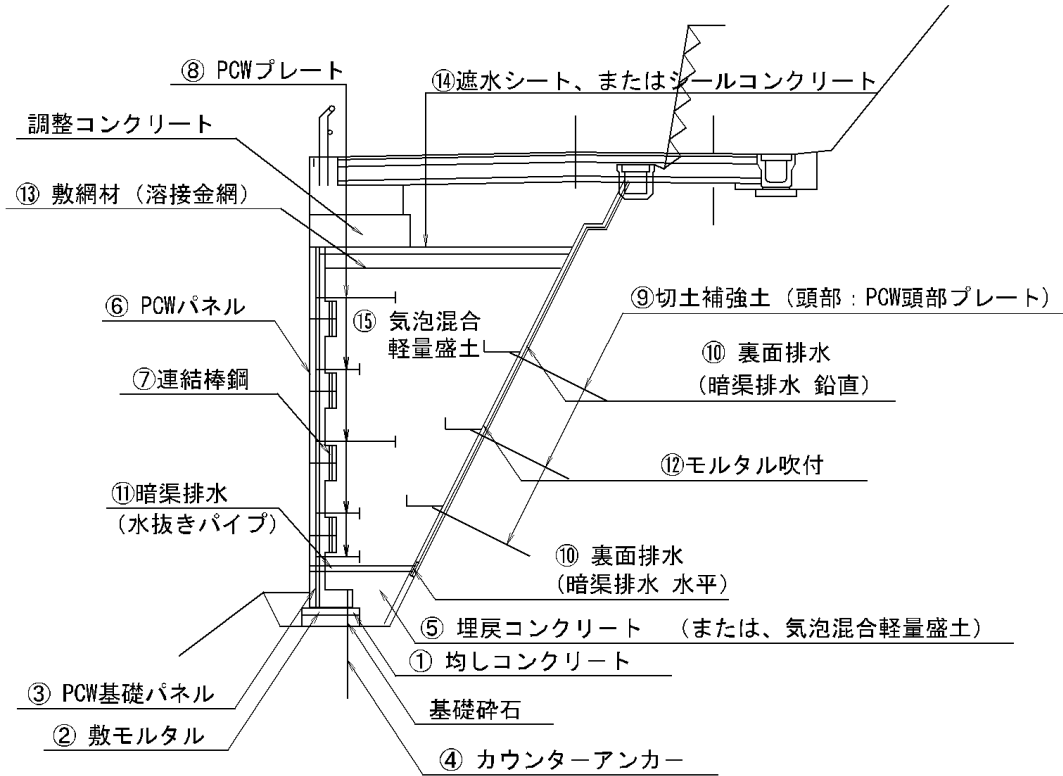 ⑧ PCWプレート
⑭遮水シート、またはシールコンクリート
調整コンクリート
⑬ 敷網材（溶接金網）
⑥ PCWパネル
⑮ 気泡混合
軽量盛土
⑨切土補強土（頭部：PCW頭部プレート）
⑩ 裏面排水
（暗渠排水 鉛直）
⑦連結棒鋼
⑫モルタル吹付
⑪暗渠排水
（水抜きパイプ）
⑩ 裏面排水
（暗渠排水 水平）
⑤ 埋戻コンクリート （または、気泡混合軽量盛土）
① 均しコンクリート
③ PCW基礎パネル
基礎砕石
② 敷モルタル
④ カウンターアンカー